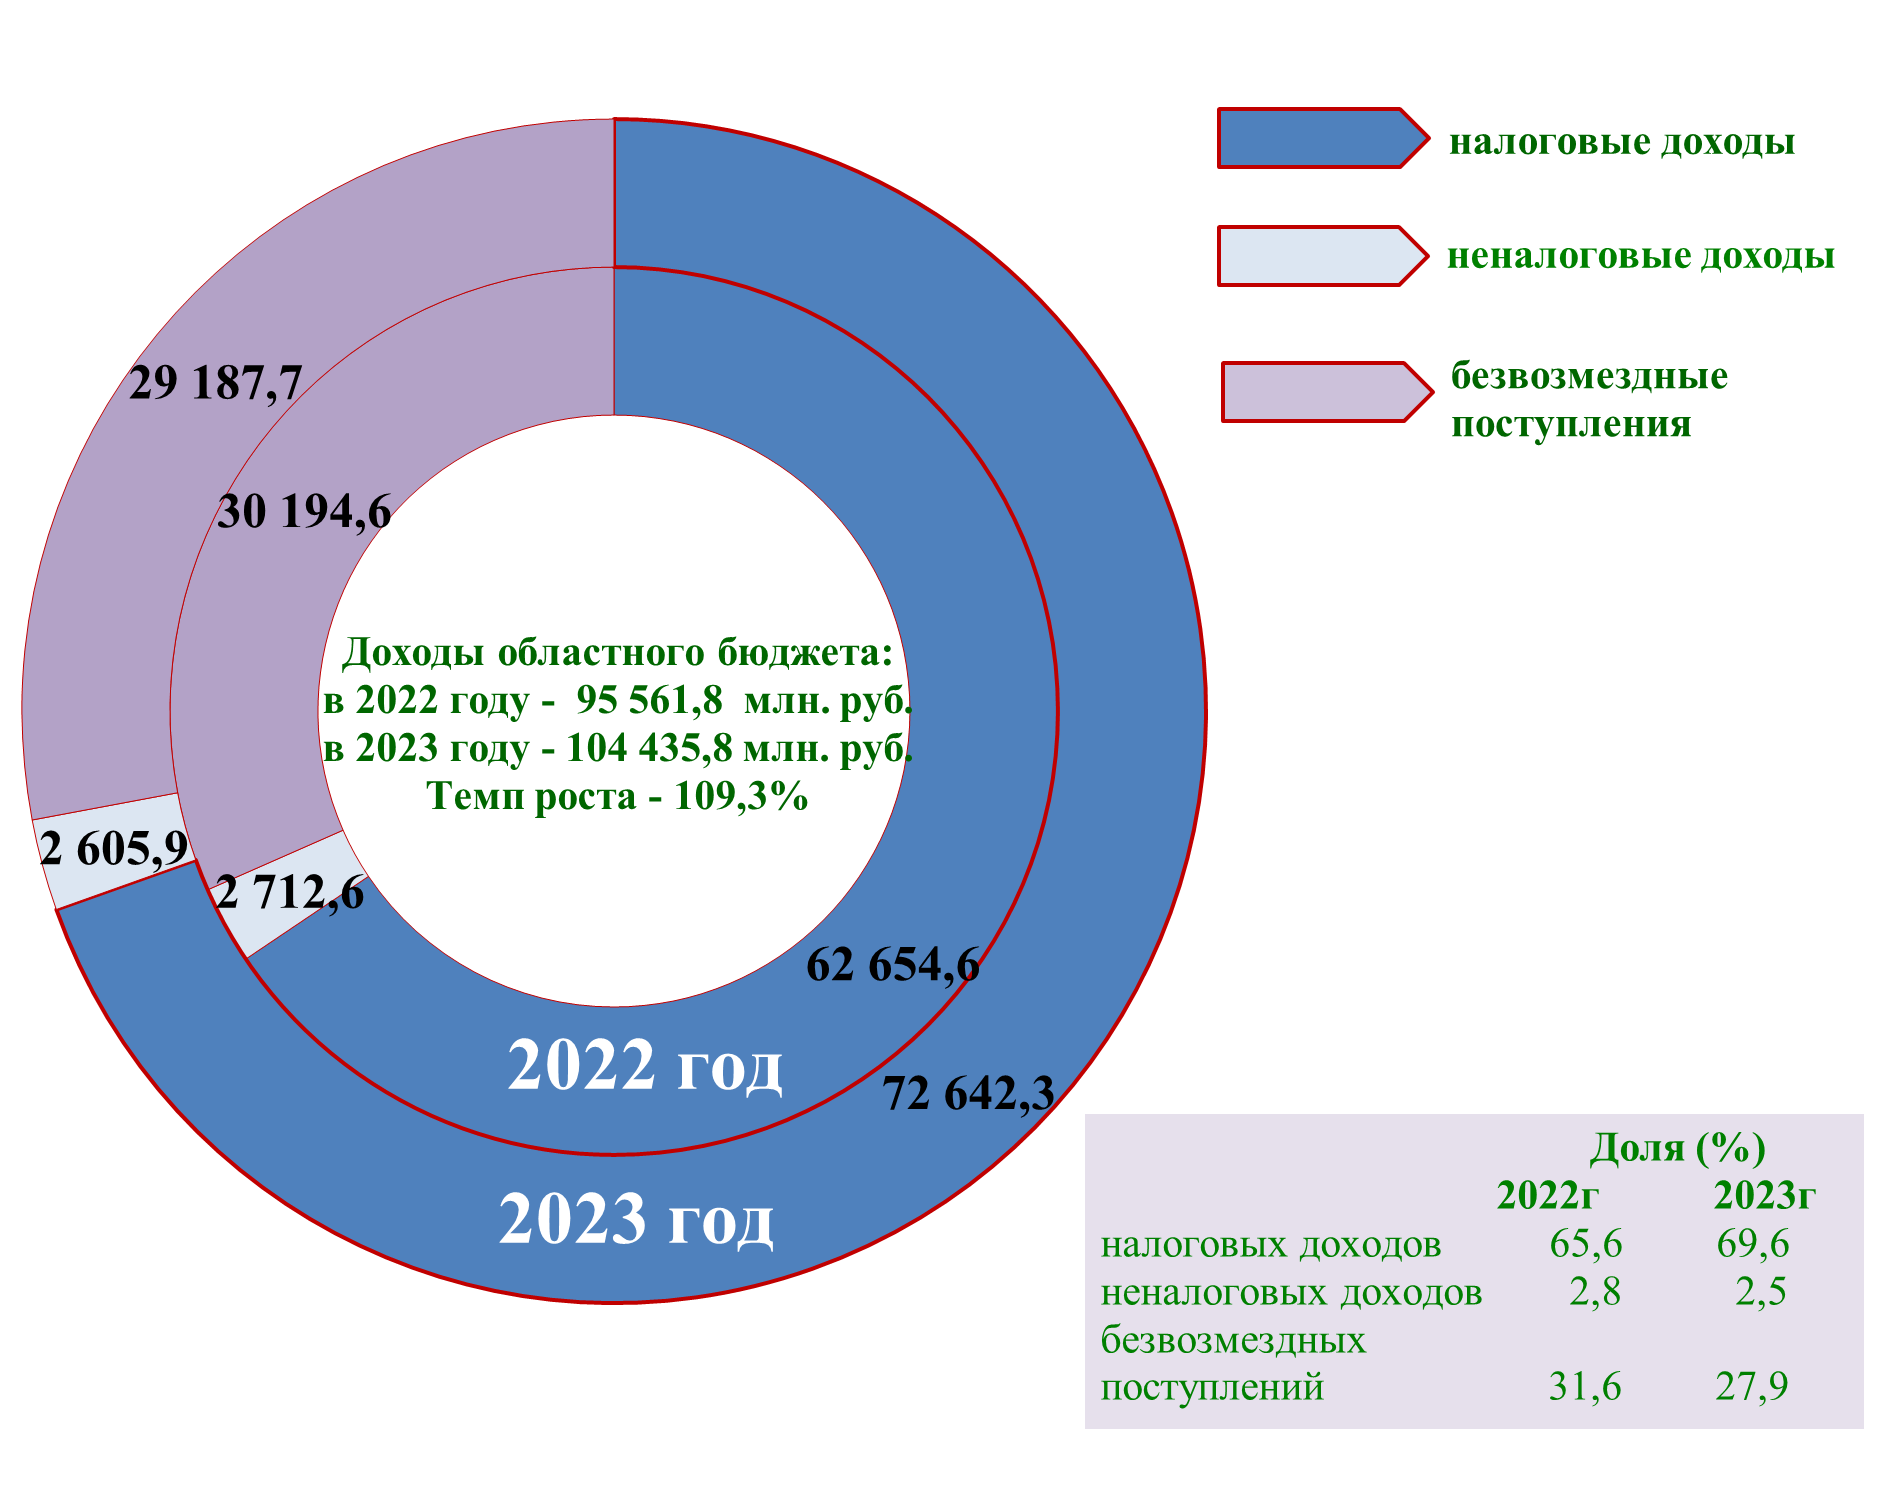 налоговые доходы
неналоговые доходы
безвозмездные
поступления
29 187,7
30 194,6
Доходы областного бюджета:
в 2022 году - 95 561,8 млн. руб.
в 2023 году - 104 435,8 млн. руб.
Темп роста - 109,3%
2 605,9
2 712,6
62 654,6
2022 год
72 642,3
2023 год
Доля (%)
2022г 2023г
налоговых доходов 65,6 69,6
неналоговых доходов 2,8 2,5
безвозмездных
поступлений 31,6 27,9